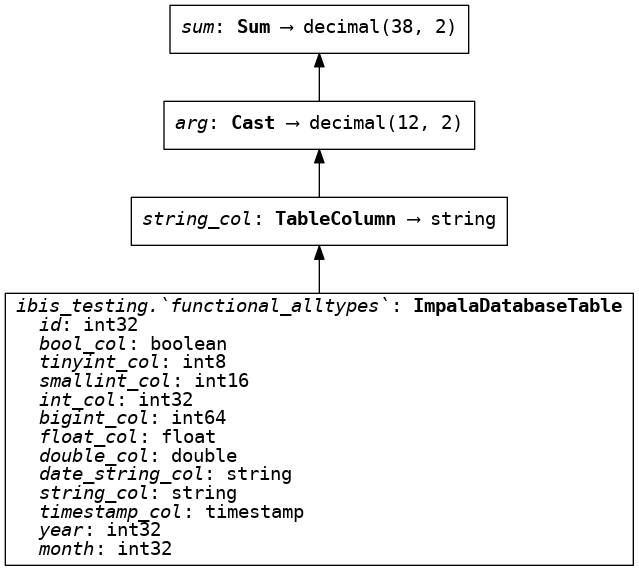 sum: Sum → decimal(38, 2)
arg: Cast → decimal(12, 2)
string_col: TableColumn → string
ibis_testing.`functional_alltypes`: ImpalaDatabaseTable
id: int32
bool_col: boolean
tinyint_col: int8
smallint_col: int16
int_col: int32
bigint_col: int64
float_col: float
double_col: double
date_string_col: string
string_col: string
timestamp_col: timestamp
year: int32
month: int32